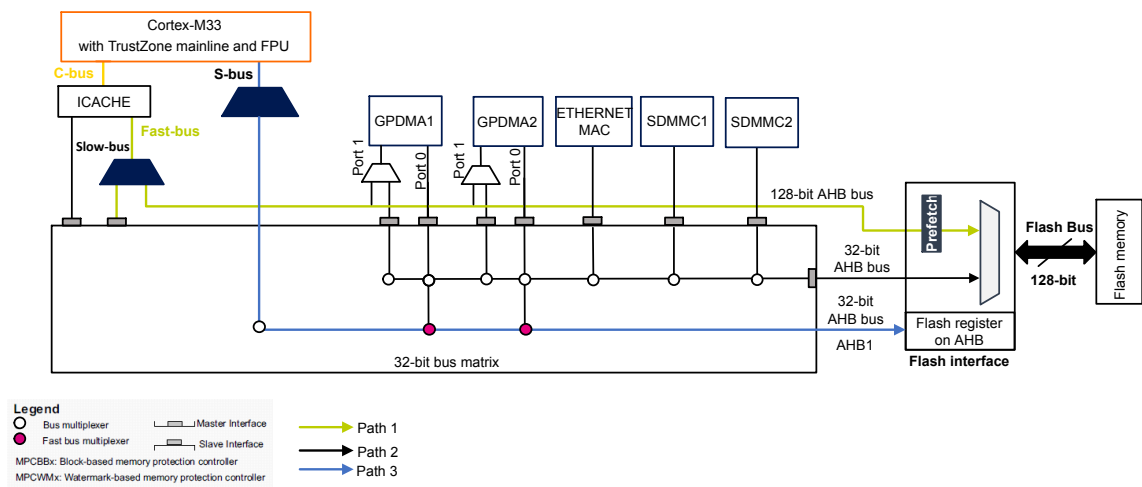 Cortex-M33
with TrustZone mainline and FPU
C-bus
S-bus
ICACHE
GPDMA1
GPDMA2
ETHERNET
MAC
SDMMC1
SDMMC2
Fast-bus
Slow-bus
Port 1
Port 0
Port 1
Port 0
128-bit AHB bus
Prefetch
Flash Bus
128-bit
Flash memory
32-bit
AHB bus
32-bit
AHB bus
AHB1
Flash register
on AHB
Flash interface
32-bit bus matrix
Legend
Bus multiplexer
Fast bus multiplexer
Master Interface
Slave Interface
MPCBBx: Block-based memory protection controller
MPCWMx: Watermark-based memory protection controller
Path 1
Path 2
Path 3